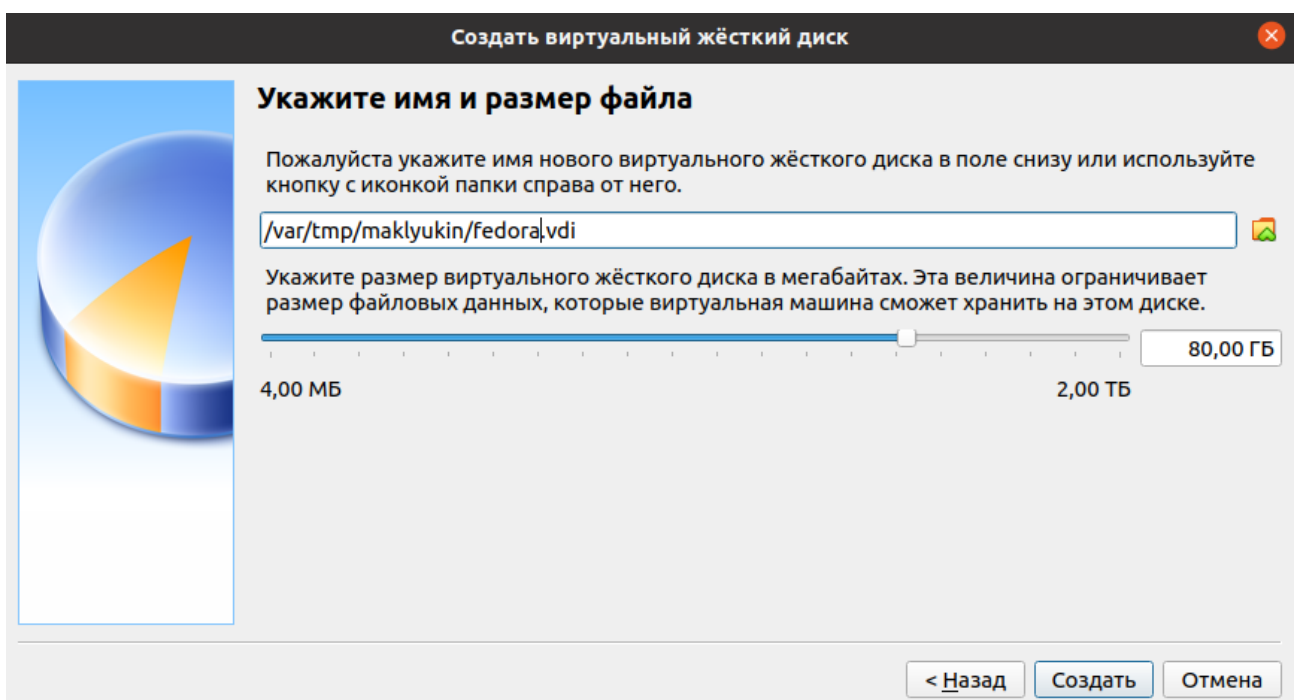 Создать виртуальный жёсткий диск
Укажите имя и размер файла
Пожалуйста укажите имя нового виртуального жёсткого диска в поле снизу или используйте
кнопку с иконкой папки справа от него.
/var/tmp/maklyukin/fedora.vdi
Укажите размер виртуального жёсткого диска в мегабайтах. Эта величина ограничивает
размер файловых данных, которые виртуальная машина сможет хранить на этом диске.
80,00 ГБ
4,00 МБ 2,00 ТБ
< Назад Создать Отмена